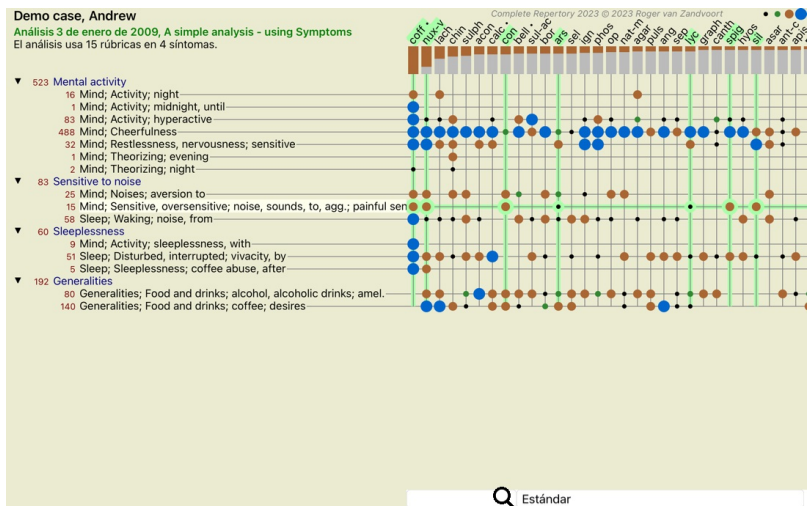 Demo case, Andrew
Complete Repertory 2023 © 2023 Roger van Zandvoort
Análisis 3 de enero de 2009, A simple analysis - using Symptoms
El análisis usa 15 rúbricas en 4 síntomas.
coff nux-v lach chin sulph acon calc con bell sul-ac bor ars sel ign phos op nat-m agar puls ang sep lyc graph canth spig hyos sil asar ant-c apis
523 Mental activity
16 Mind; Activity; night
1 Mind; Activity; midnight, until
83 Mind; Activity; hyperactive
488 Mind; Cheerfulness
32 Mind; Restlessness, nervousness; sensitive
1 Mind; Theorizing; evening
2 Mind; Theorizing; night
83 Sensitive to noise
25 Mind; Noises; aversion to
15 Mind; Sensitive, oversensitive; noise, sounds, to, agg.; painful sen
58 Sleep; Waking; noise, from
60 Sleeplessness
9 Mind; Activity; sleeplessness, with
51 Sleep; Disturbed, interrupted; vivacity, by
5 Sleep; Sleeplessness; coffee abuse, after
192 Generalities
80 Generalities; Food and drinks; alcohol, alcoholic drinks; amel.
140 Generalities; Food and drinks; coffee; desires
Estándar